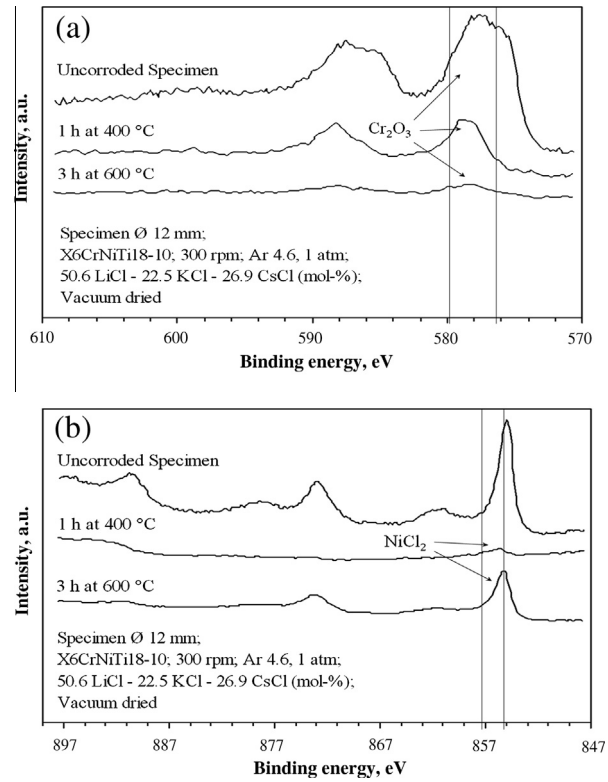 (a)
Uncorroded Specimen
1 h at 400 °C
Cr₂O₃
3 h at 600 °C
Specimen Ø 12 mm;
X6CrNiTi18-10; 300 rpm; Ar 4.6, 1 atm;
50.6 LiCl - 22.5 KCl - 26.9 CsCl (mol-%);
Vacuum dried
Intensity, a.u.
610 600 590 580 570
Binding energy, eV
(b)
Uncorroded Specimen
1 h at 400 °C
NiCl₂
3 h at 600 °C
Specimen Ø 12 mm;
X6CrNiTi18-10; 300 rpm; Ar 4.6, 1 atm;
50.6 LiCl - 22.5 KCl - 26.9 CsCl (mol-%);
Vacuum dried
Intensity, a.u.
897 887 877 867 857 847
Binding energy, eV